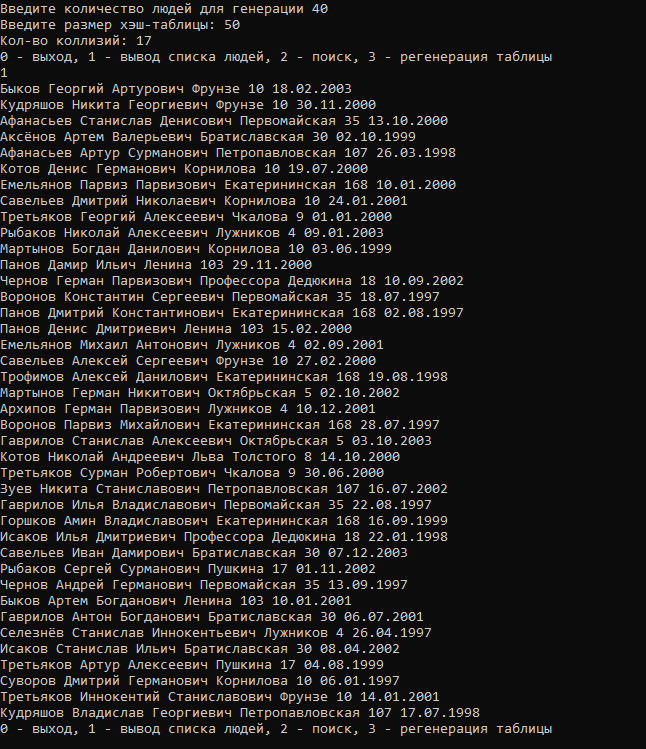 Введите количество людей для генерации 40
Введите размер хэш-таблицы: 50
Кол-во коллизий: 17
0 - выход, 1 - вывод списка людей, 2 - поиск, 3 - регенерация таблицы
1
Быков Георгий Артурович Фрунзе 10 18.02.2003
Кудряшов Никита Георгиевич Фрунзе 10 30.11.2000
Афанасьев Станислав Денисович Первомайская 35 13.10.2000
Аксёнов Артем Валерьевич Братиславская 30 02.10.1999
Афанасьев Артур Сурманович Петропавловская 107 26.03.1998
Котов Денис Германович Корнилова 10 19.07.2000
Емельянов Парвиз Парвизович Екатерининская 168 10.01.2000
Савельев Дмитрий Николаевич Корнилова 10 24.01.2001
Третьяков Георгий Алексеевич Чкалова 9 01.01.2000
Рыбаков Николай Алексеевич Лужников 4 09.01.2003
Мартынов Богдан Данилович Корнилова 10 03.06.1999
Панов Дамир Ильич Ленина 103 29.11.2000
Чернов Герман Парвизович Профессора Дедюкина 18 10.09.2002
Воронов Константин Сергеевич Первомайская 35 18.07.1997
Панов Дмитрий Константинович Екатерининская 168 02.08.1997
Панов Денис Дмитриевич Ленина 103 15.02.2000
Емельянов Михаил Антонович Лужников 4 02.09.2001
Савельев Алексей Сергеевич Фрунзе 10 27.02.2000
Трофимов Алексей Данилович Екатерининская 168 19.08.1998
Мартынов Герман Никитович Октябрьская 5 02.10.2002
Архипов Герман Парвизович Лужников 4 10.12.2001
Воронов Парвиз Михайлович Екатерининская 168 28.07.1997
Гаврилов Станислав Алексеевич Октябрьская 5 03.10.2003
Котов Николай Андреевич Льва Толстого 8 14.10.2000
Третьяков Сурман Робертович Чкалова 9 30.06.2000
Зуев Никита Станиславович Петропавловская 107 16.07.2002
Гаврилов Илья Владиславович Первомайская 35 22.08.1997
Горшков Амин Владиславович Екатерининская 168 16.09.1999
Исаков Илья Дмитриевич Профессора Дедюкина 18 22.01.1998
Савельев Иван Дамирович Братиславская 30 07.12.2003
Рыбаков Сергей Сурманович Пушкина 17 01.11.2002
Чернов Андрей Германович Первомайская 35 13.09.1997
Быков Артем Богданович Ленина 103 10.01.2001
Гаврилов Антон Богданович Братиславская 30 06.07.2001
Селезнёв Станислав Иннокентьевич Лужников 4 26.04.1997
Исаков Станислав Ильич Братиславская 30 08.04.2002
Третьяков Артур Алексеевич Пушкина 17 04.08.1999
Суворов Дмитрий Германович Корнилова 10 06.01.1997
Третьяков Иннокентий Станиславович Фрунзе 10 14.01.2001
Кудряшов Владислав Георгиевич Петропавловская 107 17.07.1998
0 - выход, 1 - вывод списка людей, 2 - поиск, 3 - регенерация таблицы